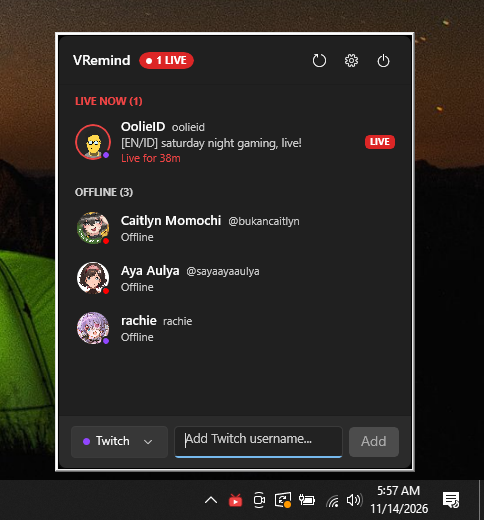 VRemind
1 LIVE
LIVE NOW (1)
OolieID oolieid
[EN/ID] saturday night gaming, live!
LIVE
Live for 38m
OFFLINE (3)
Caitlyn Momochi @bukancaitlyn
Offline
Aya Aulya @sayaayaaulya
Offline
rachie rachie
Offline
Twitch
Add Twitch username...
Add
5:57 AM
11/14/2026